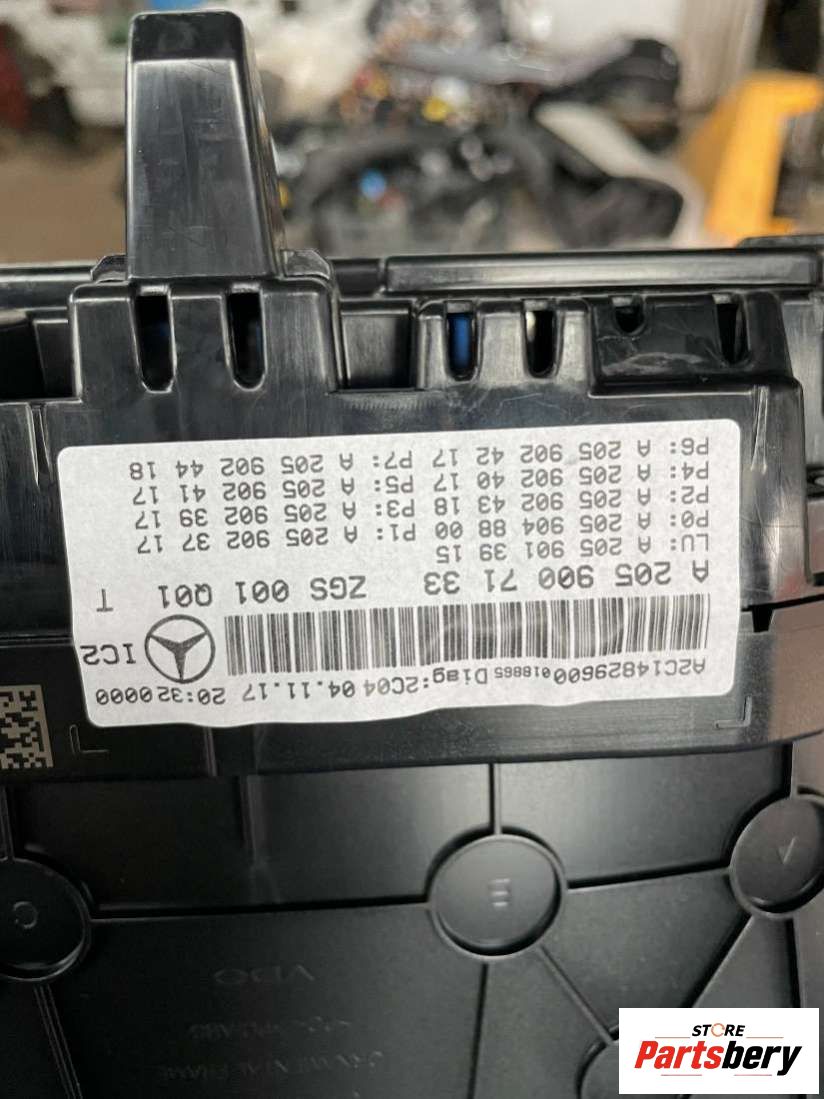 A2C14829600018865 Diag:2C04 04.11.17 20:32 0000
IC2
A 205 900 71 33 ZGS 001 Q01 T
LU: A 205 901 39 15
P0: A 205 904 88 00 P1: A 205 902 37 17
P2: A 205 902 43 18 P3: A 205 902 39 17
P4: A 205 902 40 17 P5: A 205 902 41 17
P6: A 205 902 42 17 P7: A 205 902 44 18
A
B
C
VDO
STORE
Partsbery